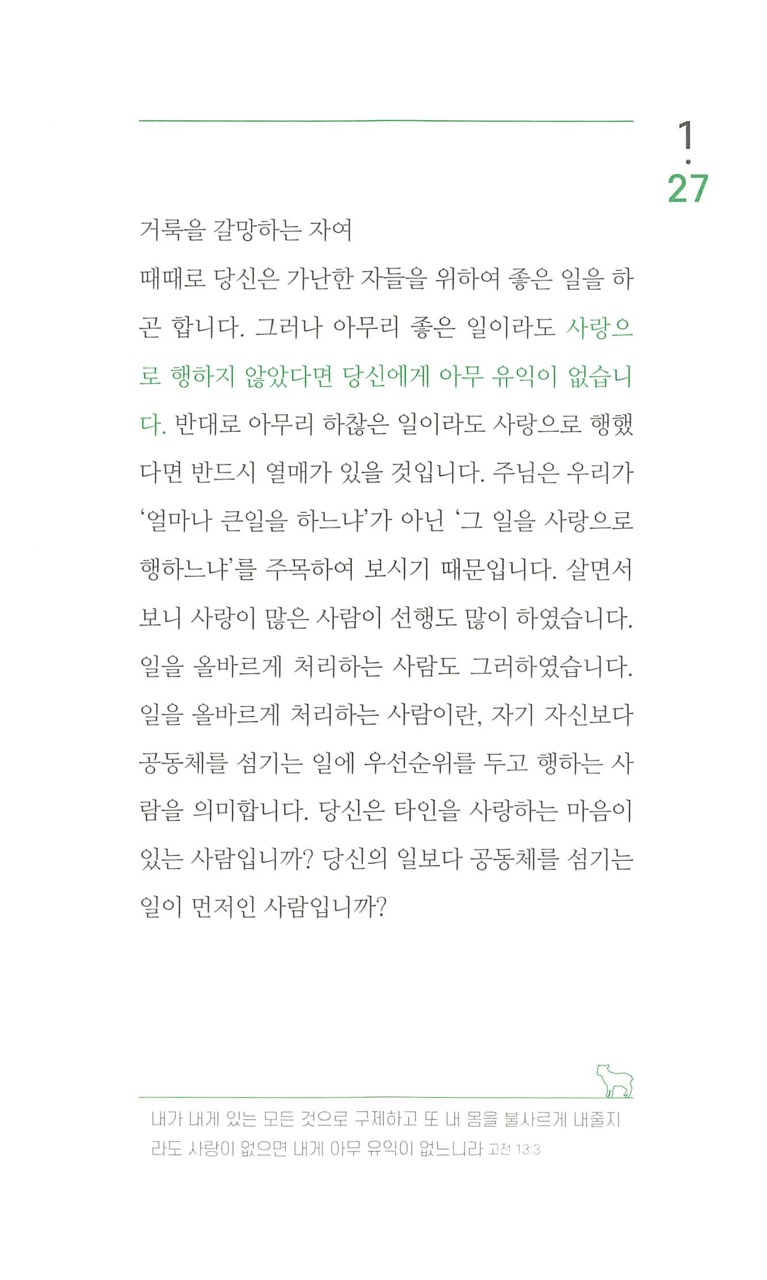 1
·
27
거룩을 갈망하는 자여
때때로 당신은 가난한 자들을 위하여 좋은 일을 하
곤 합니다. 그러나 아무리 좋은 일이라도 사랑으
로 행하지 않았다면 당신에게 아무 유익이 없습니
다. 반대로 아무리 하찮은 일이라도 사랑으로 행했
다면 반드시 열매가 있을 것입니다. 주님은 우리가
‘얼마나 큰일을 하느냐’가 아닌 ‘그 일을 사랑으로
행하느냐’를 주목하여 보시기 때문입니다. 살면서
보니 사랑이 많은 사람이 선행도 많이 하였습니다.
일을 올바르게 처리하는 사람도 그러하였습니다.
일을 올바르게 처리하는 사람이란, 자기 자신보다
공동체를 섬기는 일에 우선순위를 두고 행하는 사
람을 의미합니다. 당신은 타인을 사랑하는 마음이
있는 사람입니까? 당신의 일보다 공동체를 섬기는
일이 먼저인 사람입니까?
내가 내게 있는 모든 것으로 구제하고 또 내 몸을 불사르게 내줄지
라도 사랑이 없으면 내게 아무 유익이 없느니라 고전 13:3